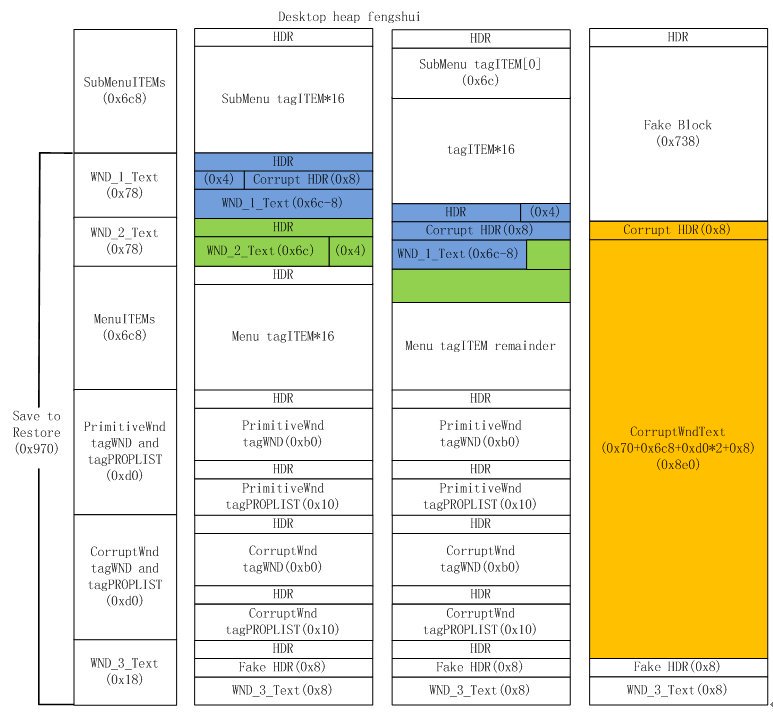 Desktop heap fengshui
Save to
Restore
(0x970)
SubMenuITEMs
(0x6c8)
WND_1_Text
(0x78)
WND_2_Text
(0x78)
MenuITEMs
(0x6c8)
PrimitiveWnd
tagWND and
tagPROPLIST
(0xd0)
CorruptWnd
tagWND and
tagPROPLIST
(0xd0)
WND_3_Text
(0x18)
HDR
SubMenu tagITEM*16
HDR
(0x4) Corrupt HDR(0x8)
WND_1_Text(0x6c-8)
HDR
WND_2_Text(0x6c) (0x4)
HDR
Menu tagITEM*16
HDR
PrimitiveWnd
tagWND(0xb0)
HDR
PrimitiveWnd
tagPROPLIST(0x10)
HDR
CorruptWnd
tagWND(0xb0)
HDR
CorruptWnd
tagPROPLIST(0x10)
HDR
Fake HDR(0x8)
WND_3_Text(0x8)
HDR
SubMenu tagITEM[0]
(0x6c)
tagITEM*16
HDR (0x4)
Corrupt HDR(0x8)
WND_1_Text(0x6c-8)
Menu tagITEM remainder
HDR
PrimitiveWnd
tagWND(0xb0)
HDR
PrimitiveWnd
tagPROPLIST(0x10)
HDR
CorruptWnd
tagWND(0xb0)
HDR
CorruptWnd
tagPROPLIST(0x10)
HDR
Fake HDR(0x8)
WND_3_Text(0x8)
HDR
Fake Block
(0x738)
Corrupt HDR(0x8)
CorruptWndText
(0x70+0x6c8+0xd0*2+0x8)
(0x8e0)
Fake HDR(0x8)
WND_3_Text(0x8)